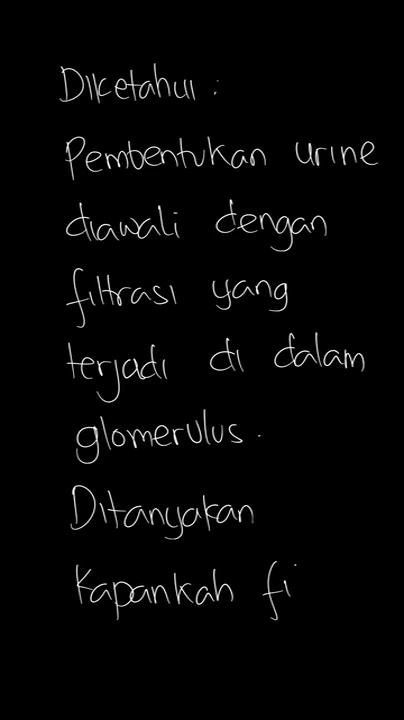 Diketahui :
Pembentukan urine
diawali dengan
filtrasi yang
terjadi di dalam
glomerulus.
Ditanyakan
Kapankah fi